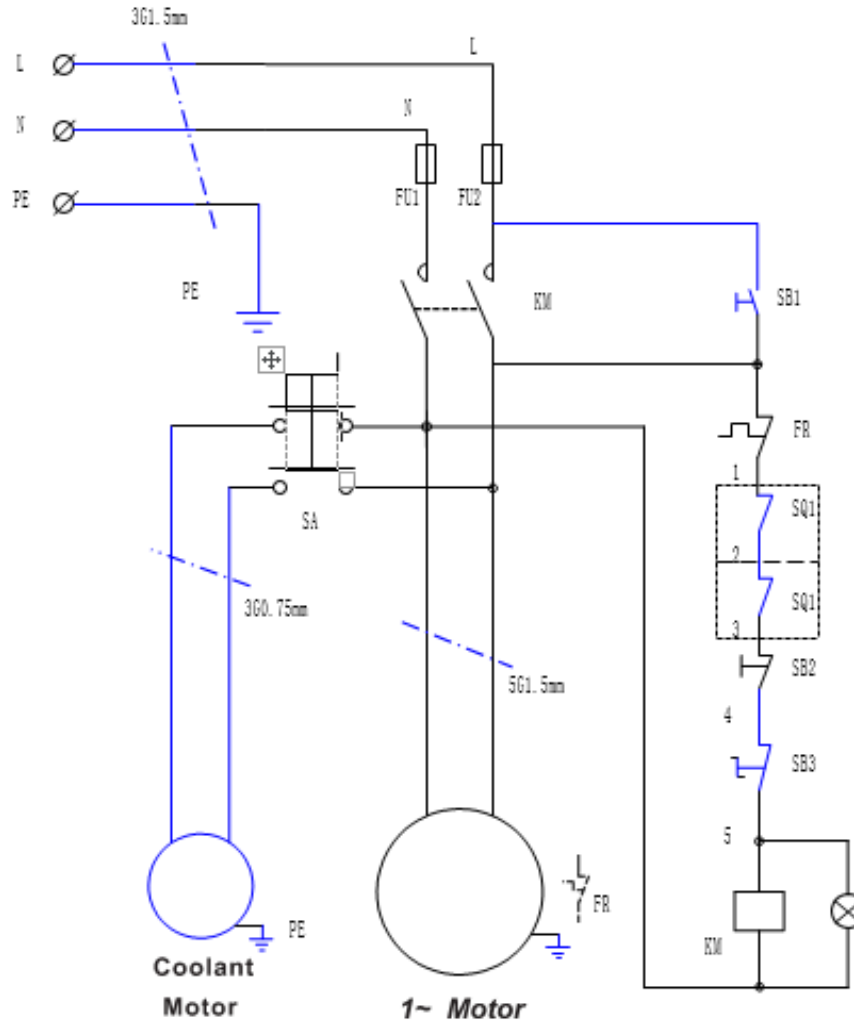 3G1.5mm
L
L
N
N
FU1
FU2
PE
PE
KM
SB1
FR
1
SQ1
SA
2
3G0.75mm
SQ1
3
5G1.5mm
SB2
4
SB3
5
FR
PE
KM
Coolant
Motor
1~ Motor